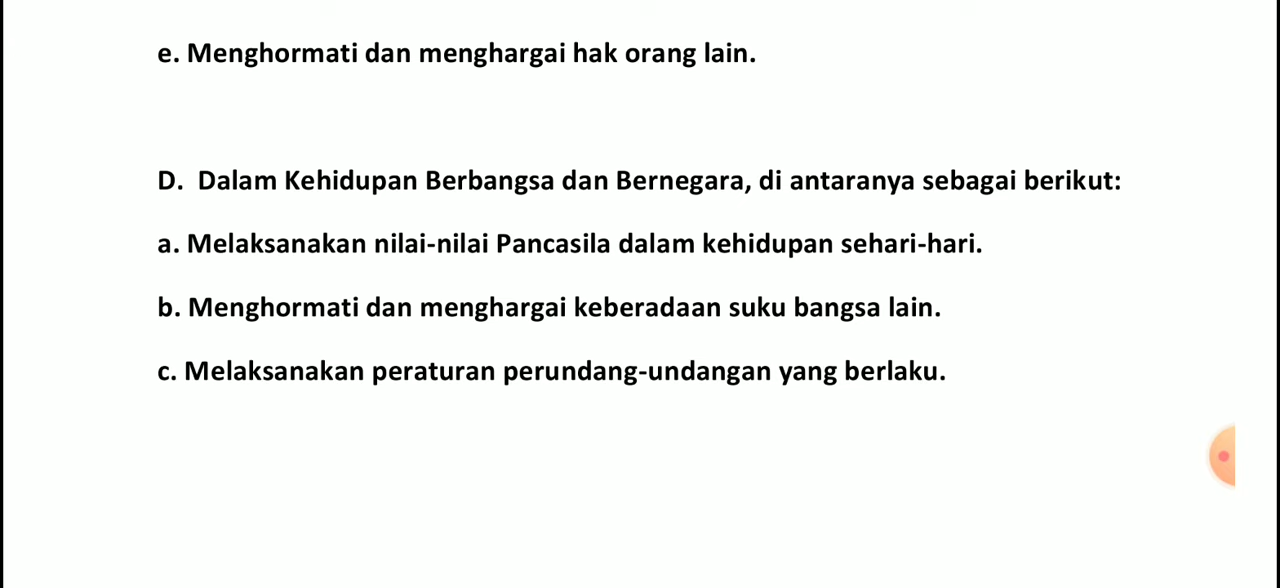 e. Menghormati dan menghargai hak orang lain.
D. Dalam Kehidupan Berbangsa dan Bernegara, di antaranya sebagai berikut:
a. Melaksanakan nilai-nilai Pancasila dalam kehidupan sehari-hari.
b. Menghormati dan menghargai keberadaan suku bangsa lain.
c. Melaksanakan peraturan perundang-undangan yang berlaku.